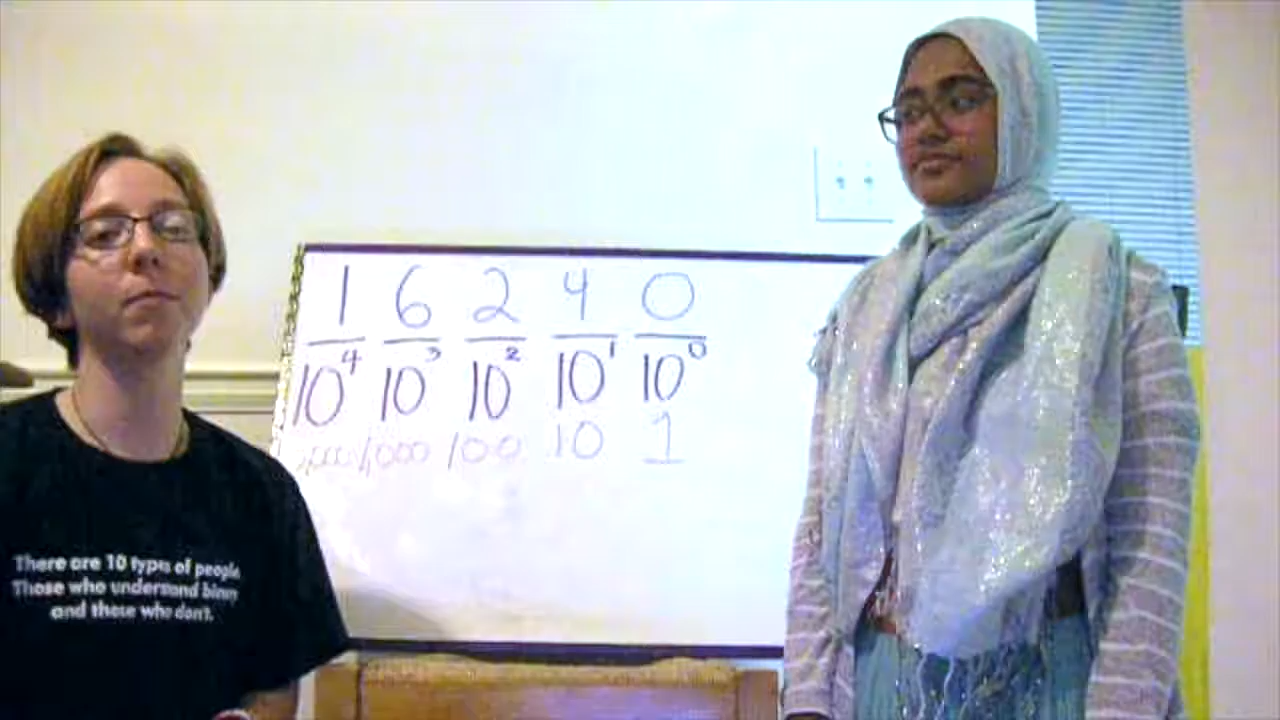 1 6 2 4 0
10⁴ 10³ 10² 10¹ 10⁰
1,000 100 10 1
There are 10 types of people
Those who understand binary
and those who don't.